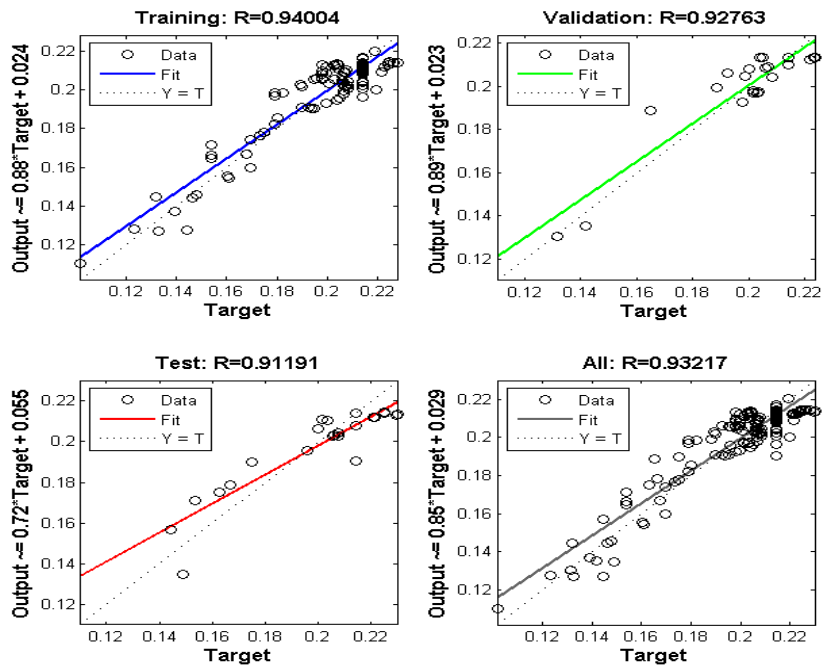 Training: R=0.94004
Output ~= 0.88*Target + 0.024
Data
Fit
Y = T
0.22
0.2
0.18
0.16
0.14
0.12
0.12 0.14 0.16 0.18 0.2 0.22
Target
Validation: R=0.92763
Output ~= 0.89*Target + 0.023
Data
Fit
Y = T
0.22
0.2
0.18
0.16
0.14
0.12
0.12 0.14 0.16 0.18 0.2 0.22
Target
Test: R=0.91191
Output ~= 0.72*Target + 0.055
Data
Fit
Y = T
0.22
0.2
0.18
0.16
0.14
0.12
0.12 0.14 0.16 0.18 0.2 0.22
Target
All: R=0.93217
Output ~= 0.85*Target + 0.029
Data
Fit
Y = T
0.22
0.2
0.18
0.16
0.14
0.12
0.12 0.14 0.16 0.18 0.2 0.22
Target